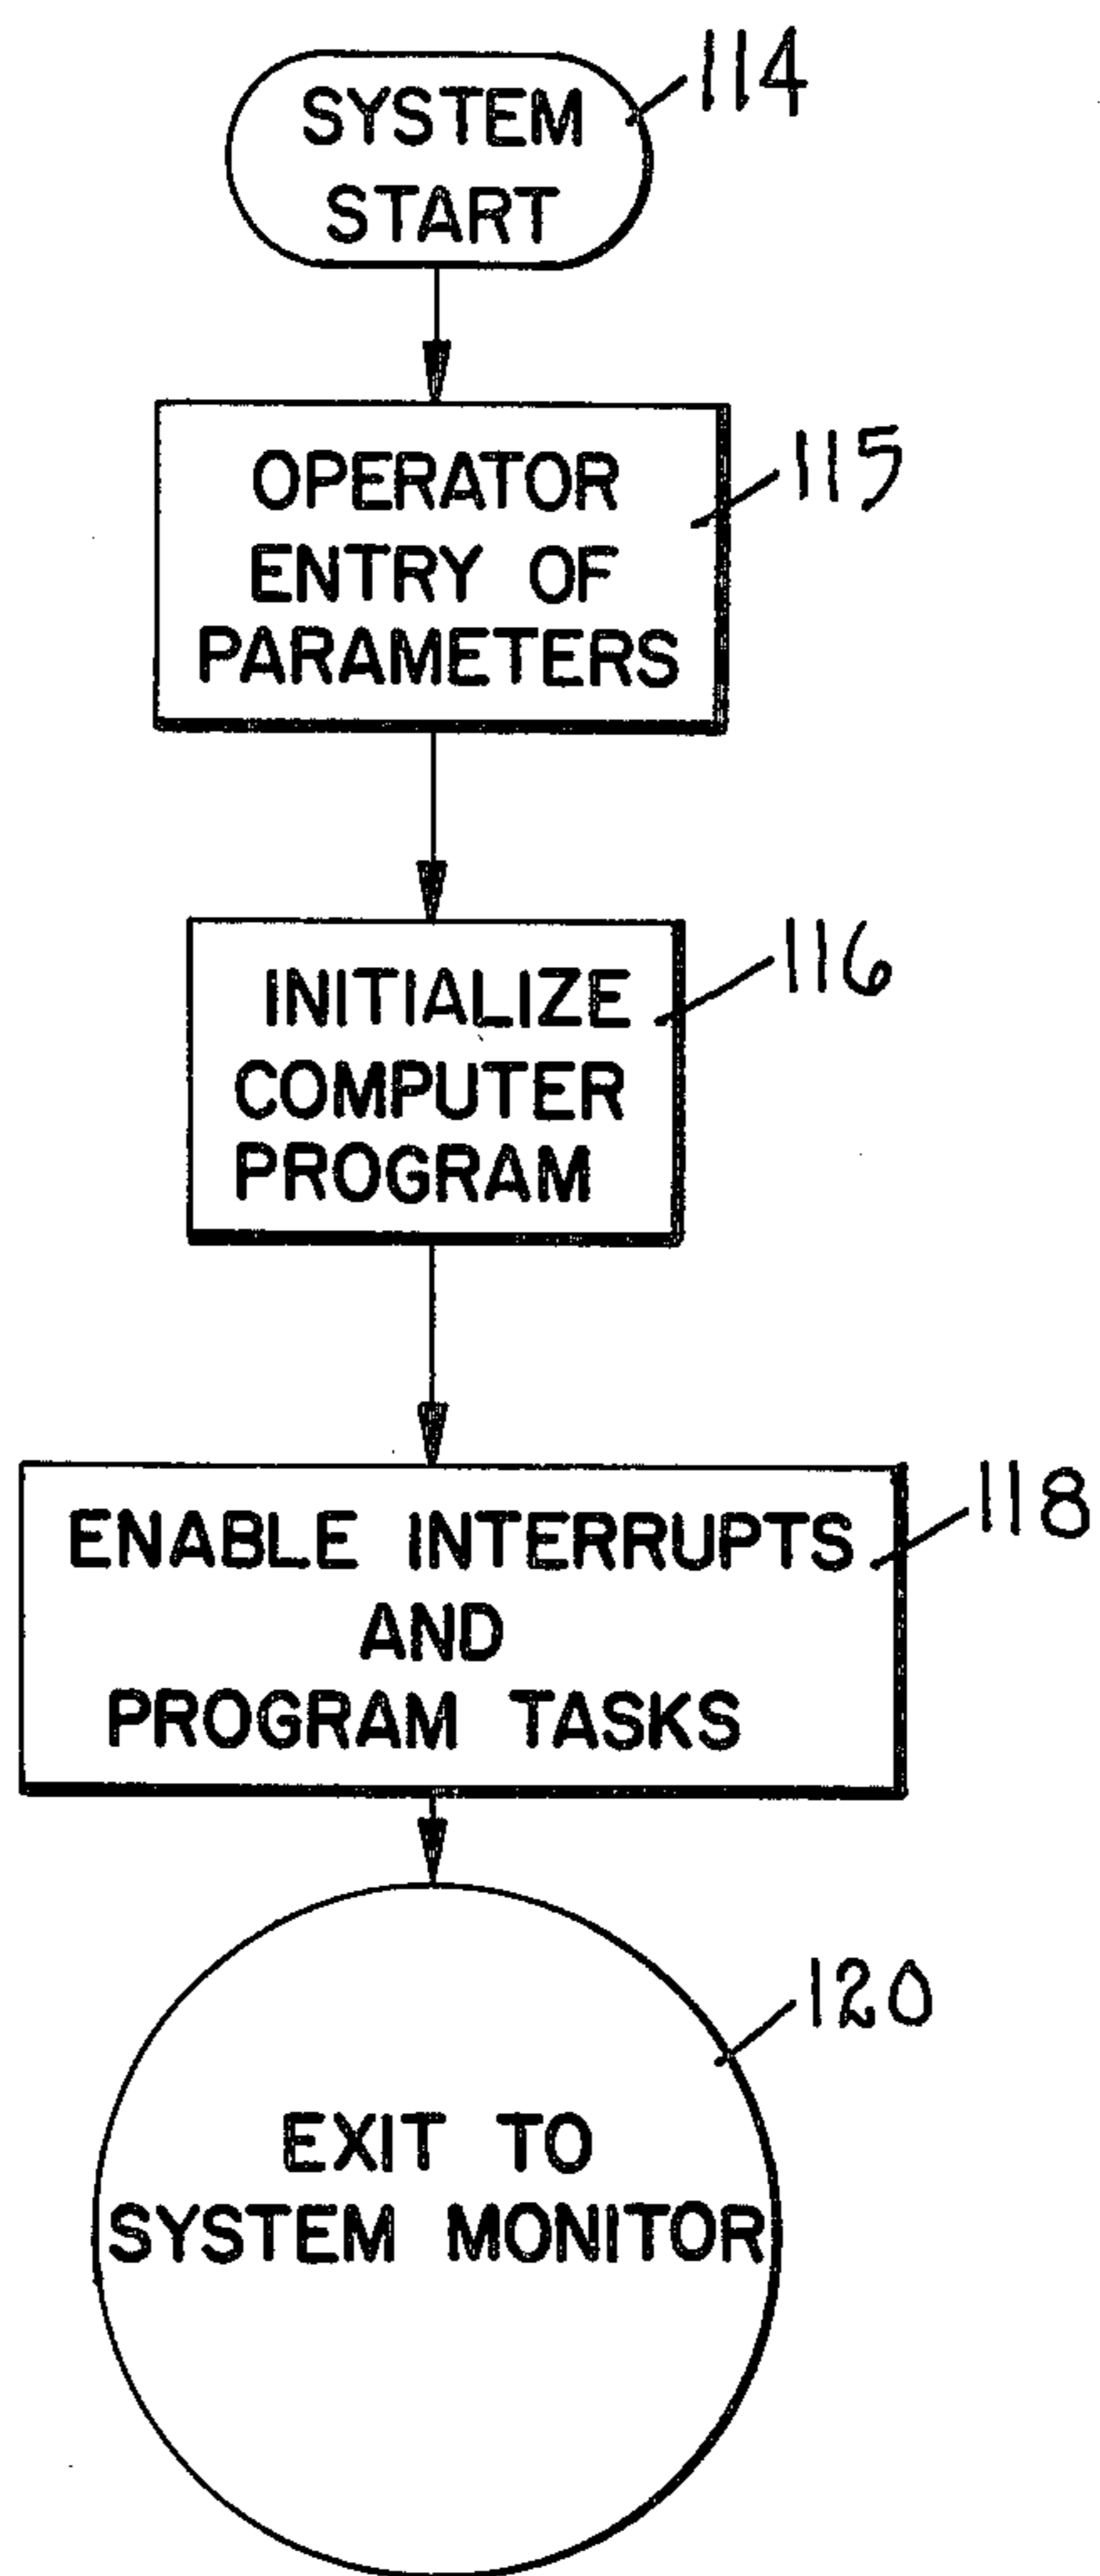 SYSTEM
START
114
OPERATOR
ENTRY OF
PARAMETERS
115
INITIALIZE
COMPUTER
PROGRAM
116
ENABLE INTERRUPTS
AND
PROGRAM TASKS
118
EXIT TO
SYSTEM MONITOR
120